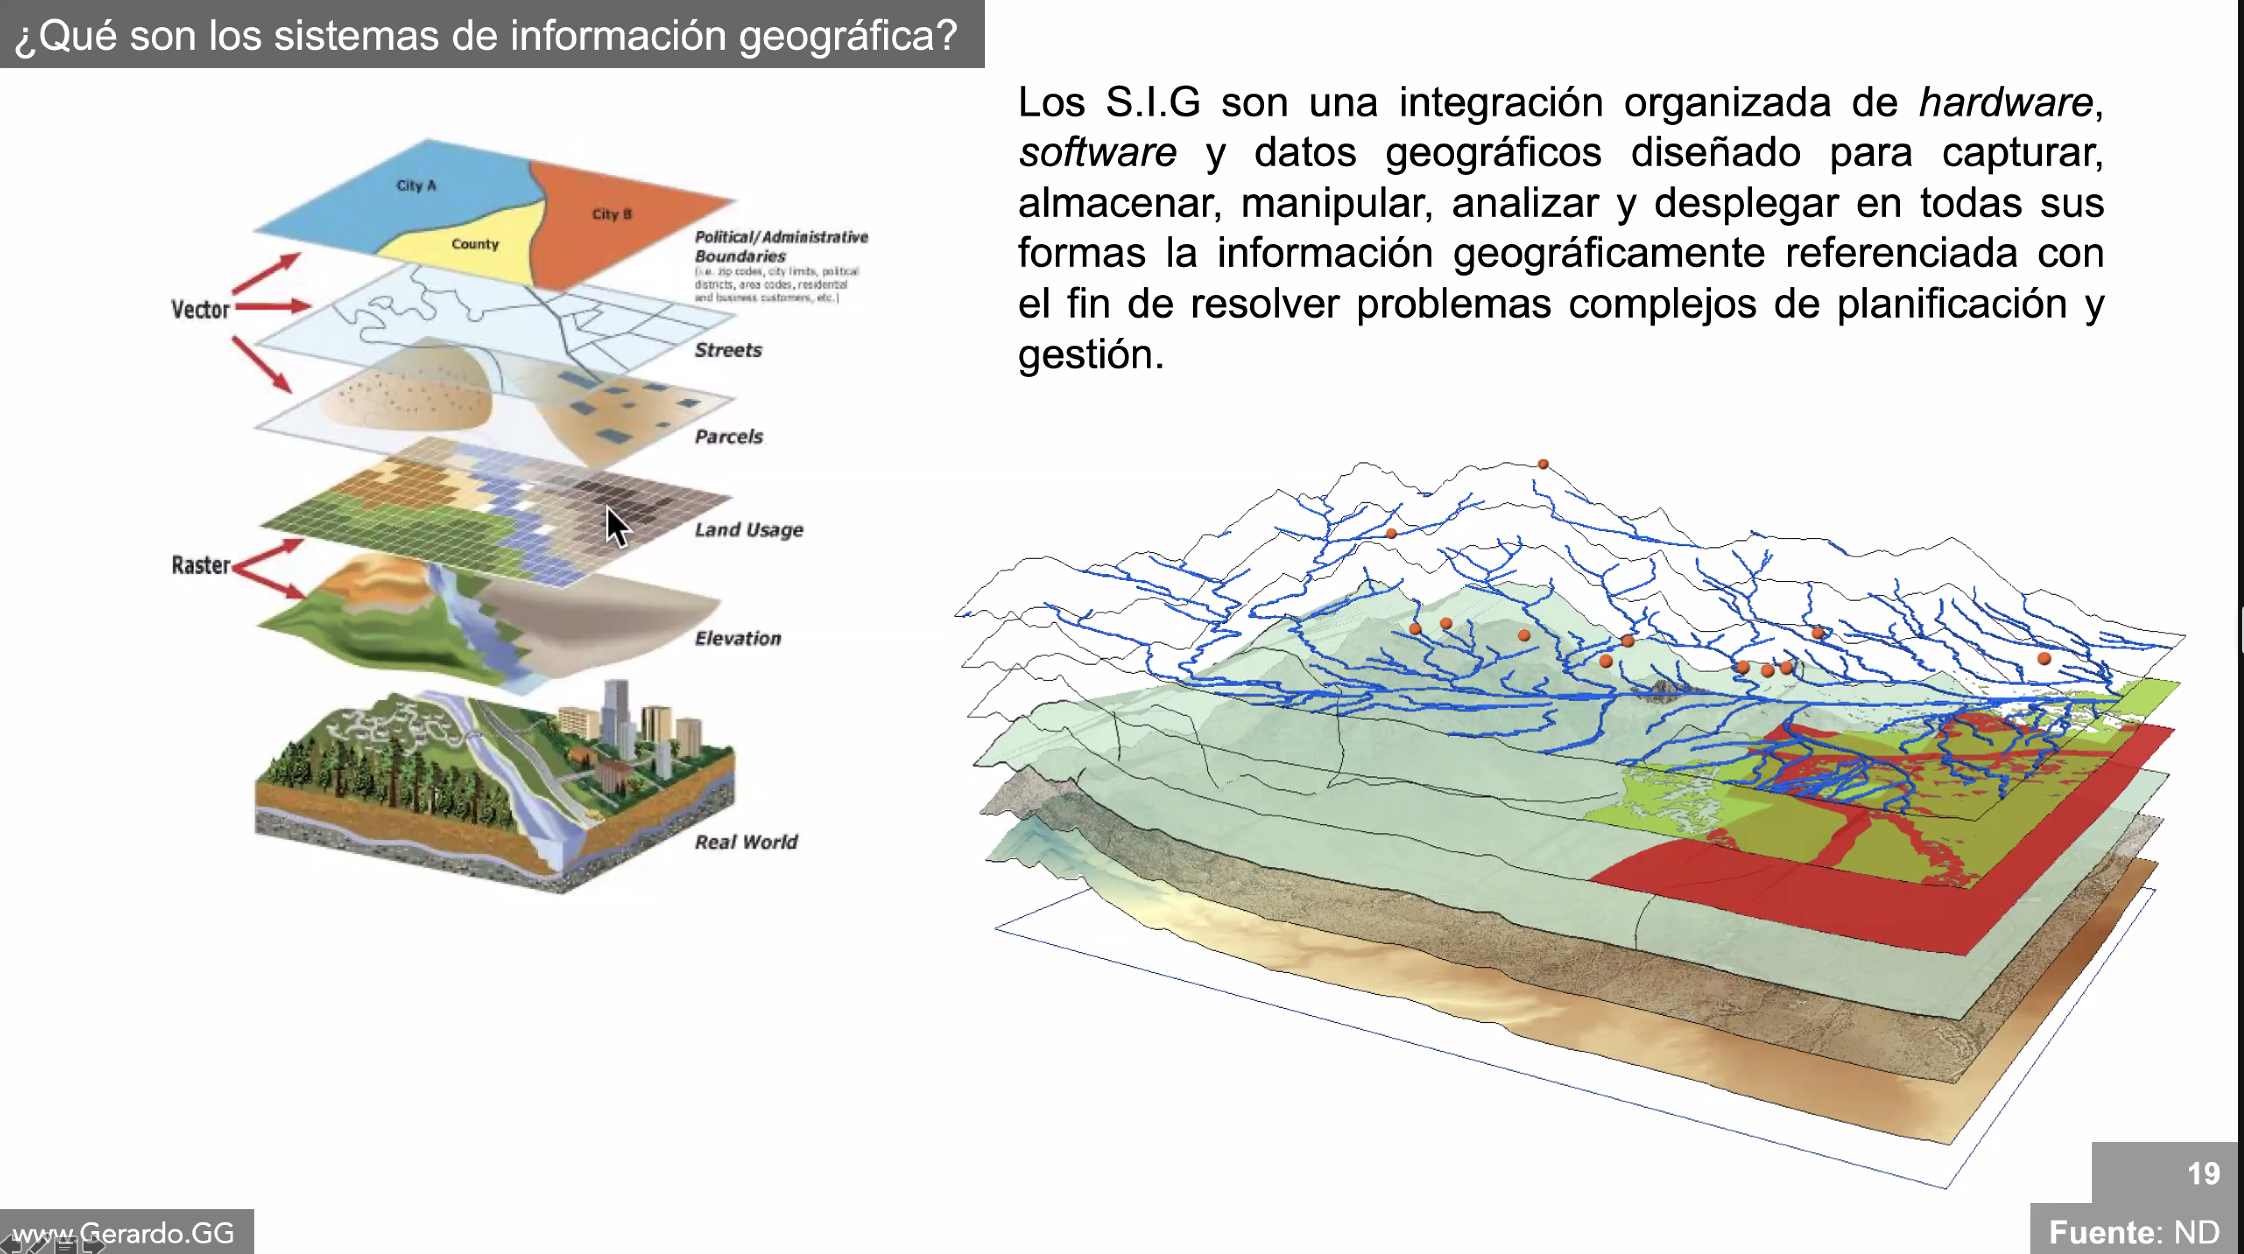 ¿Qué son los sistemas de información geográfica?
Los S.I.G son una integración organizada de hardware,
software y datos geográficos diseñado para capturar,
almacenar, manipular, analizar y desplegar en todas sus
formas la información geográficamente referenciada con
el fin de resolver problemas complejos de planificación y
gestión.
City A
City B
County
Political/Administrative
Boundaries
(i.e. zip codes, city limits, political
districts, area codes, residential
and business customers, etc.)
Vector
Streets
Parcels
Land Usage
Raster
Elevation
Real World
19
www.Gerardo.GG
Fuente: ND